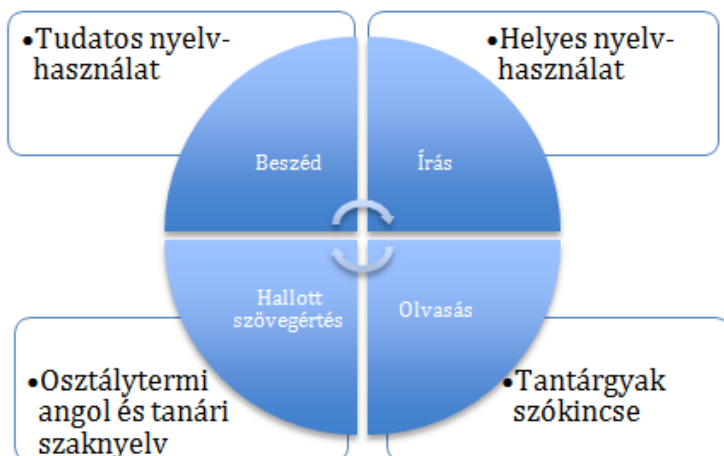 •Tudatos nyelv-
használat
•Helyes nyelv-
használat
Beszéd
Írás
Hallott
szövegértés
Olvasás
•Osztálytermi
angol és tanári
szaknyelv
•Tantárgyak
szókincse